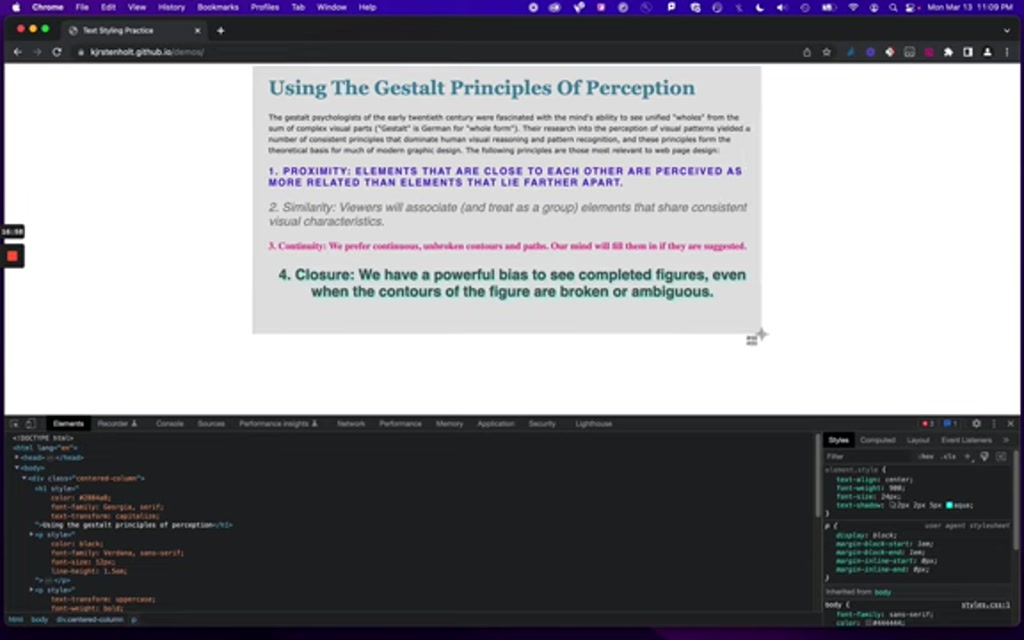 Chrome File Edit View History Bookmarks Profiles Tab Window Help Mon Mar 13 11:09 PM
Text Styling Practice
kjrstenholt.github.io/demos/
Using The Gestalt Principles Of Perception
The gestalt psychologists of the early twentieth century were fascinated with the mind's ability to see unified "wholes" from the
sum of complex visual parts ("Gestalt" is German for "whole form"). Their research into the perception of visual patterns yielded a
number of consistent principles that dominate human visual reasoning and pattern recognition, and these principles form the
theoretical basis for much of modern graphic design. The following principles are those most relevant to web page design:
1. PROXIMITY: ELEMENTS THAT ARE CLOSE TO EACH OTHER ARE PERCEIVED AS
MORE RELATED THAN ELEMENTS THAT LIE FARTHER APART.
2. Similarity: Viewers will associate (and treat as a group) elements that share consistent
visual characteristics.
3. Continuity: We prefer continuous, unbroken contours and paths. Our mind will fill them in if they are suggested.
4. Closure: We have a powerful bias to see completed figures, even
when the contours of the figure are broken or ambiguous.
Elements Recorder Console Sources Performance insights Network Performance Memory Application Security Lighthouse
Styles Computed Layout Event Listeners
Filter :hov .cls
<!DOCTYPE html>
<html lang="en">
<head> </head>
<body>
<div class="centered-column">
<h1 style="
font-family: Georgia, serif;
text-transform: capitalize;
">Using the gestalt principles of perception</h1>
<p style="
color: black;
font-family: Verdana, sans-serif;
font-size: 12px;
line-height: 1.5em;
"> </p>
<p style="
text-transform: uppercase;
font-weight: bold;
html body div.centered-column p
element.style {
text-align: center;
font-weight: 900;
font-size: 24px;
text-shadow: 2px 2px 5px aqua;
}
p { user agent stylesheet
display: block;
margin-block-start: 1em;
margin-block-end: 1em;
margin-inline-start: 0px;
margin-inline-end: 0px;
}
Inherited from body
body { styles.css:1
font-family: sans-serif;
color: #444444;